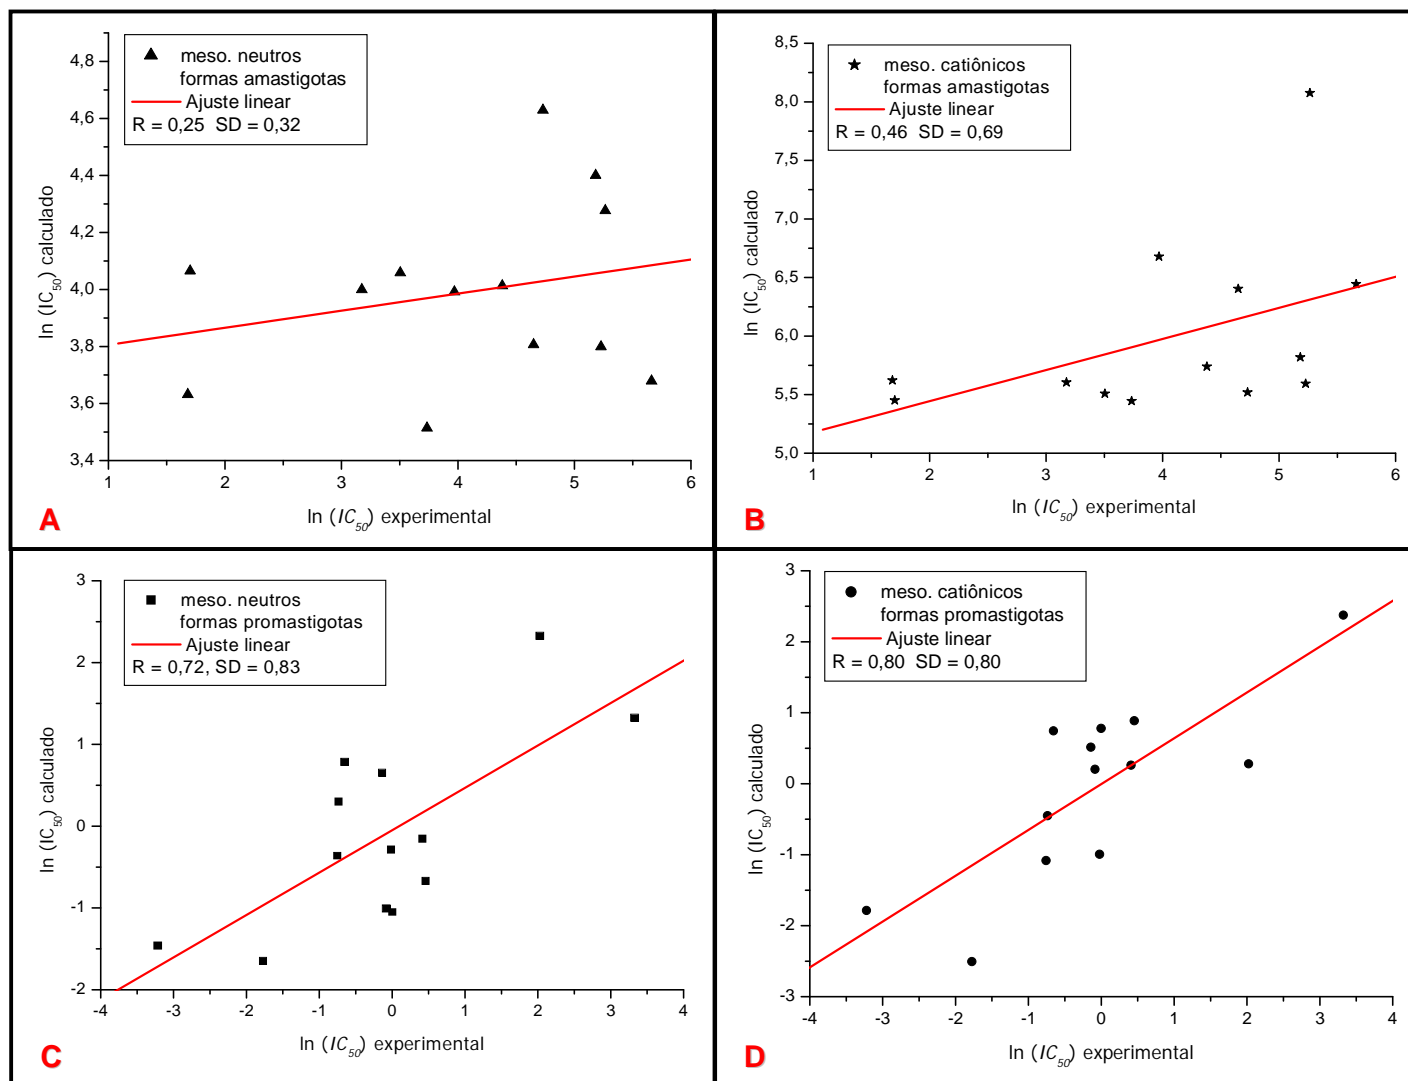 meso. neutros
formas amastigotas
Ajuste linear
R = 0,25 SD = 0,32
4,8
4,6
4,4
4,2
4,0
3,8
3,6
3,4
1 2 3 4 5 6
ln (IC50) calculado
ln (IC50) experimental
A
meso. catiônicos
formas amastigotas
Ajuste linear
R = 0,46 SD = 0,69
8,5
8,0
7,5
7,0
6,5
6,0
5,5
5,0
1 2 3 4 5 6
ln (IC50) calculado
ln (IC50) experimental
B
meso. neutros
formas promastigotas
Ajuste linear
R = 0,72, SD = 0,83
3
2
1
0
-1
-2
-4 -3 -2 -1 0 1 2 3 4
ln (IC50) calculado
ln (IC50) experimental
C
meso. catiônicos
formas promastigotas
Ajuste linear
R = 0,80 SD = 0,80
3
2
1
0
-1
-2
-3
-4 -3 -2 -1 0 1 2 3 4
ln (IC50) calculado
ln (IC50) experimental
D